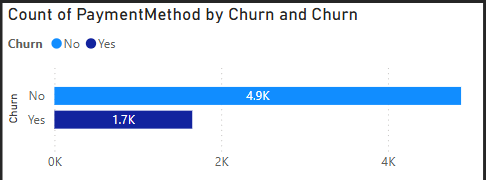 Count of PaymentMethod by Churn and Churn
Churn No Yes
Churn
No 4.9K
Yes 1.7K
0K 2K 4K